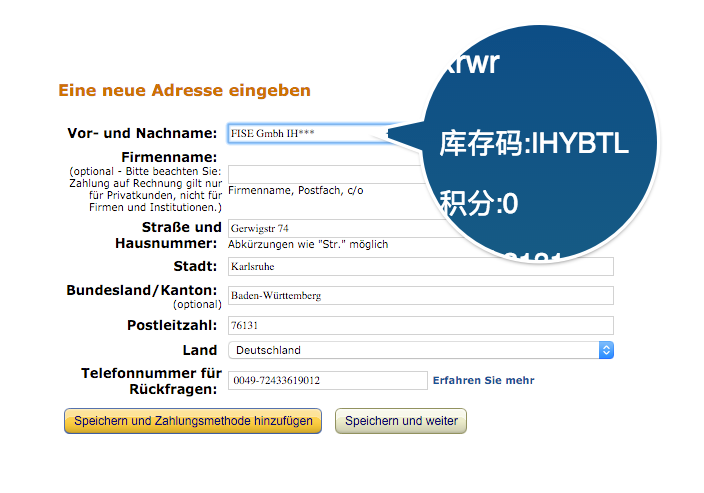 Eine neue Adresse eingeben
Vor- und Nachname:
FISE Gmbh IH***
Firmenname:
(optional - Bitte beachten Sie:
Zahlung auf Rechnung gilt nur
für Privatkunden, nicht für
Firmen und Institutionen.)
Firmenname, Postfach, c/o
Straße und
Hausnummer:
Gerwigstr 74
Abkürzungen wie "Str." möglich
Stadt:
Karlsruhe
Bundesland/Kanton:
(optional)
Baden-Württemberg
Postleitzahl:
76131
Land
Deutschland
Telefonnummer für
Rückfragen:
0049-72433619012
Erfahren Sie mehr
Speichern und Zahlungsmethode hinzufügen
Speichern und weiter
库存码:IHYBTL
积分:0